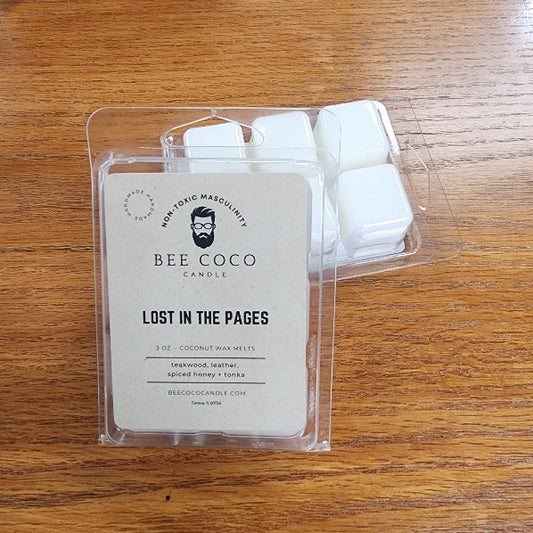 HANDMADE HANDMADE
NON-TOXIC MASCULINITY
BEE COCO
CANDLE
LOST IN THE PAGES
3 OZ. - COCONUT WAX MELTS
teakwood, leather,
spiced honey + tonka
BEECOCOCANDLE.COM